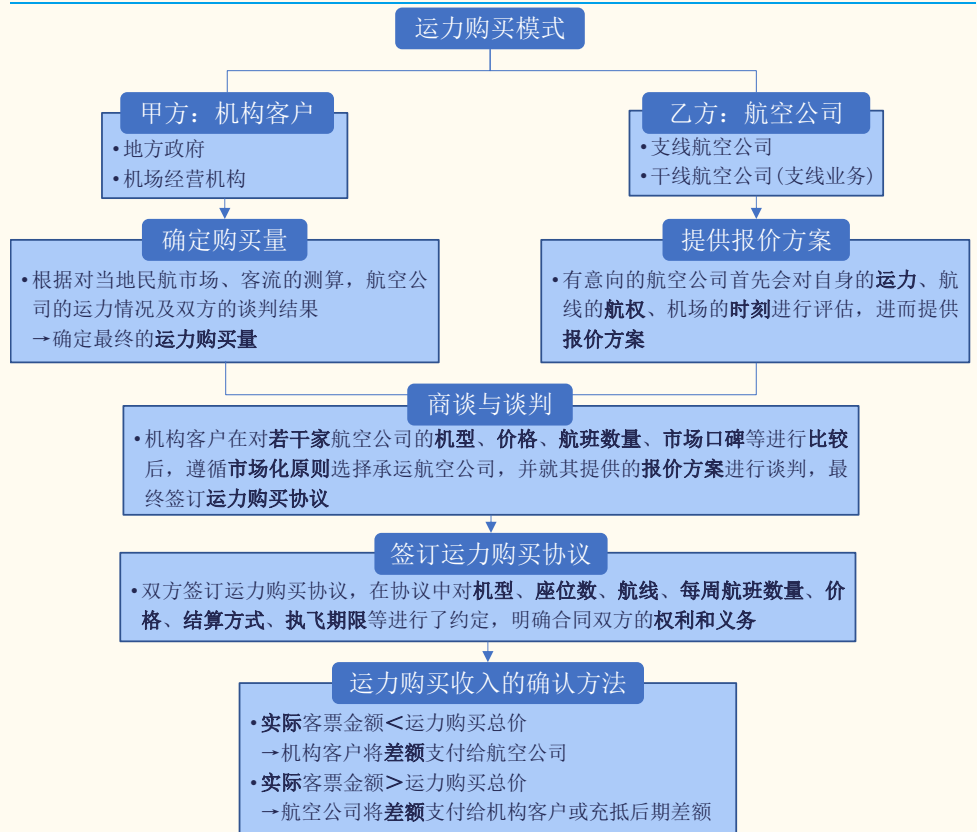 运力购买模式
甲方：机构客户
•地方政府
•机场经营机构
乙方：航空公司
•支线航空公司
•干线航空公司(支线业务)
确定购买量
•根据对当地民航市场、客流的测算，航空公
司的运力情况及双方的谈判结果
→确定最终的运力购买量
提供报价方案
•有意向的航空公司首先会对自身的运力、航
线的航权、机场的时刻进行评估，进而提供
报价方案
商谈与谈判
•机构客户在对若干家航空公司的机型、价格、航班数量、市场口碑等进行比较
后，遵循市场化原则选择承运航空公司，并就其提供的报价方案进行谈判，最
终签订运力购买协议
签订运力购买协议
•双方签订运力购买协议，在协议中对机型、座位数、航线、每周航班数量、价
格、结算方式、执飞期限等进行了约定，明确合同双方的权利和义务
运力购买收入的确认方法
•实际客票金额＜运力购买总价
→机构客户将差额支付给航空公司
•实际客票金额＞运力购买总价
→航空公司将差额支付给机构客户或充抵后期差额